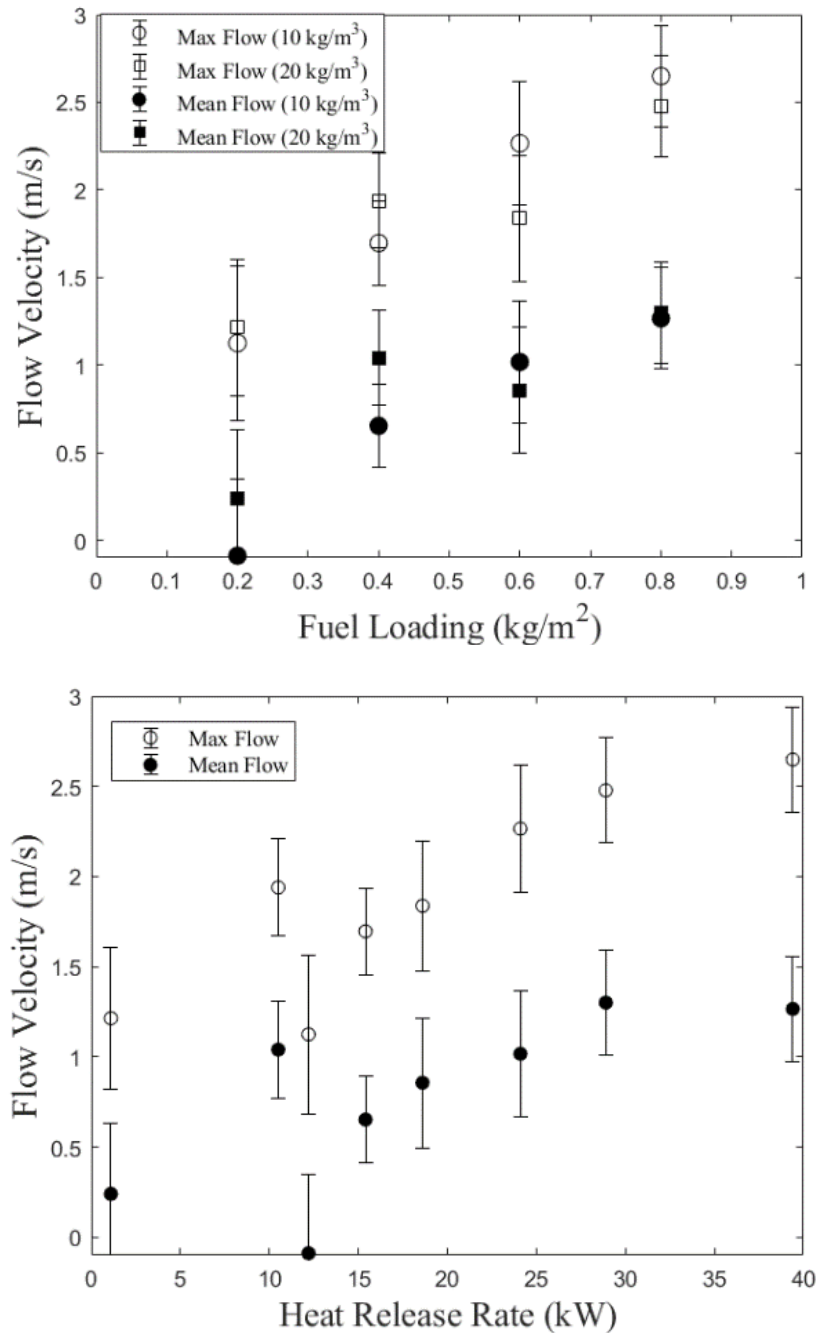 Max Flow (10 kg/m³)
Max Flow (20 kg/m³)
Mean Flow (10 kg/m³)
Mean Flow (20 kg/m³)
Flow Velocity (m/s)
3
2.5
2
1.5
1
0.5
0
0 0.1 0.2 0.3 0.4 0.5 0.6 0.7 0.8 0.9 1
Fuel Loading (kg/m²)
Max Flow
Mean Flow
Flow Velocity (m/s)
3
2.5
2
1.5
1
0.5
0
0 5 10 15 20 25 30 35 40
Heat Release Rate (kW)